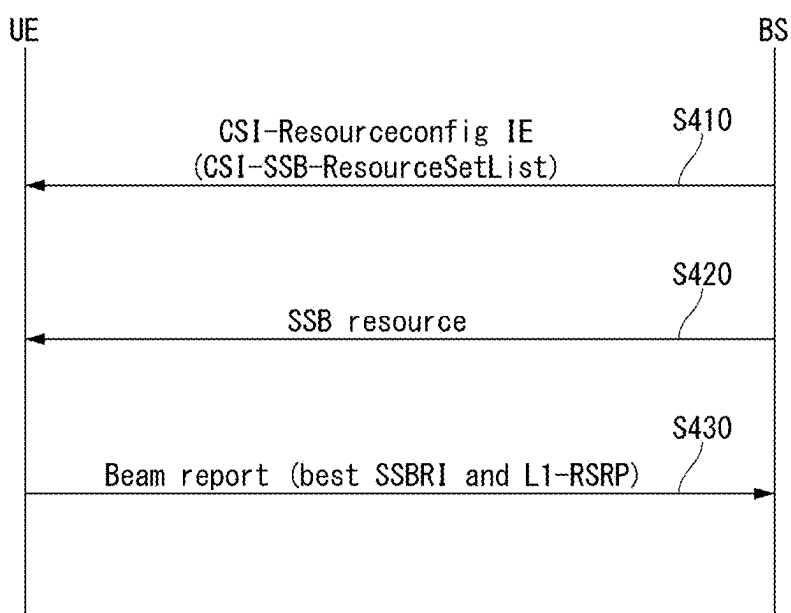 UE
BS
S410
CSI-Resourceconfig IE
(CSI-SSB-ResourceSetList)
S420
SSB resource
S430
Beam report (best SSBRI and L1-RSRP)